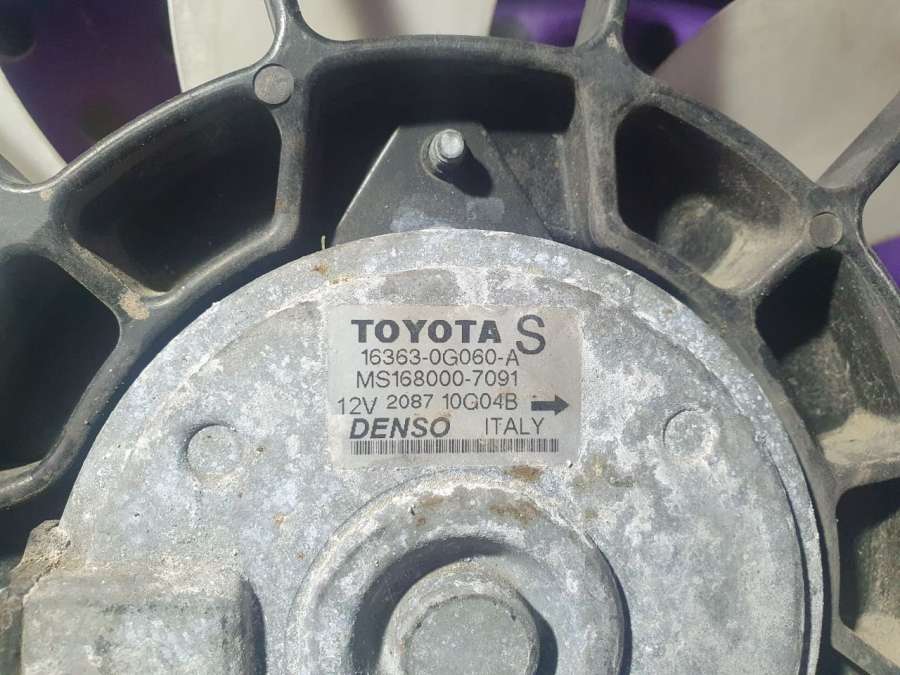 TOYOTA S
16363-0G060-A
MS168000-7091
12V 2087 10G04B
DENSO ITALY